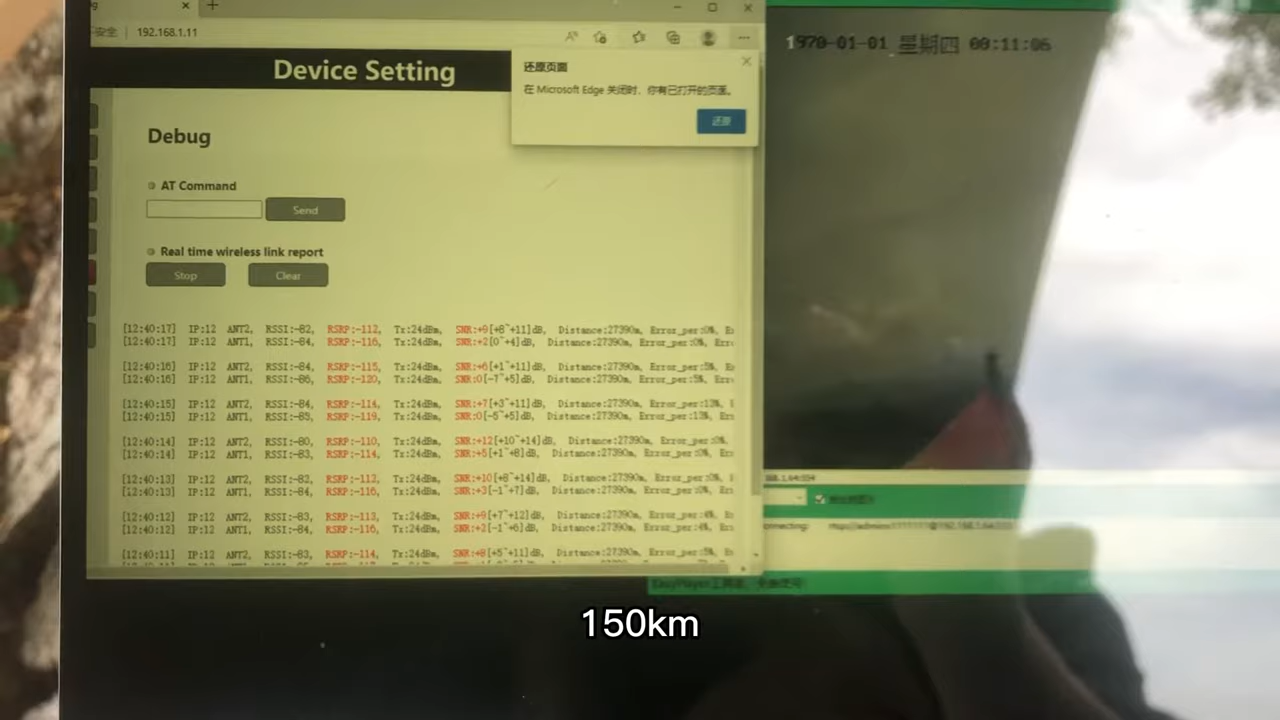 安全 | 192.168.1.11
Device Setting
还原页面
在 Microsoft Edge 关闭时，你有已打开的页面。
还原
1970-01-01 星期四 00:11:06
Debug
AT Command
Send
Real time wireless link report
Stop Clear
[12:40:17] IP:12 ANT2, RSSI:-82, RSRP:-112, Tx:24dBm, SNR:+9[+8~+11]dB, Distance:27390m, Error_per:0%,
[12:40:17] IP:12 ANT1, RSSI:-84, RSRP:-116, Tx:24dBm, SNR:+2[0~+4]dB, Distance:27390m, Error_per:0%,
[12:40:16] IP:12 ANT2, RSSI:-84, RSRP:-115, Tx:24dBm, SNR:+6[+1~+11]dB, Distance:27390m, Error_per:5%,
[12:40:16] IP:12 ANT1, RSSI:-86, RSRP:-120, Tx:24dBm, SNR:0[-7~+5]dB, Distance:27390m, Error_per:5%,
[12:40:15] IP:12 ANT2, RSSI:-84, RSRP:-114, Tx:24dBm, SNR:+7[+3~+11]dB, Distance:27390m, Error_per:13%,
[12:40:15] IP:12 ANT1, RSSI:-85, RSRP:-119, Tx:24dBm, SNR:0[-5~+5]dB, Distance:27390m, Error_per:13%,
[12:40:14] IP:12 ANT2, RSSI:-80, RSRP:-110, Tx:24dBm, SNR:+12[+10~+14]dB, Distance:27390m, Error_per:0%
[12:40:14] IP:12 ANT1, RSSI:-83, RSRP:-114, Tx:24dBm, SNR:+5[+1~+8]dB, Distance:27390m, Error_per:0%,
[12:40:13] IP:12 ANT2, RSSI:-82, RSRP:-113, Tx:24dBm, SNR:+10[+8~+14]dB, Distance:27390m, Error_per:0%,
[12:40:13] IP:12 ANT1, RSSI:-84, RSRP:-116, Tx:24dBm, SNR:+3[-1~+7]dB, Distance:27390m, Error_per:0%,
[12:40:12] IP:12 ANT2, RSSI:-83, RSRP:-113, Tx:24dBm, SNR:+9[+7~+12]dB, Distance:27390m, Error_per:4%,
[12:40:12] IP:12 ANT1, RSSI:-84, RSRP:-116, Tx:24dBm, SNR:+2[-1~+6]dB, Distance:27390m, Error_per:4%,
[12:40:11] IP:12 ANT2, RSSI:-83, RSRP:-114, Tx:24dBm, SNR:+8[+5~+11]dB, Distance:27390m, Error_per:5%,
150km